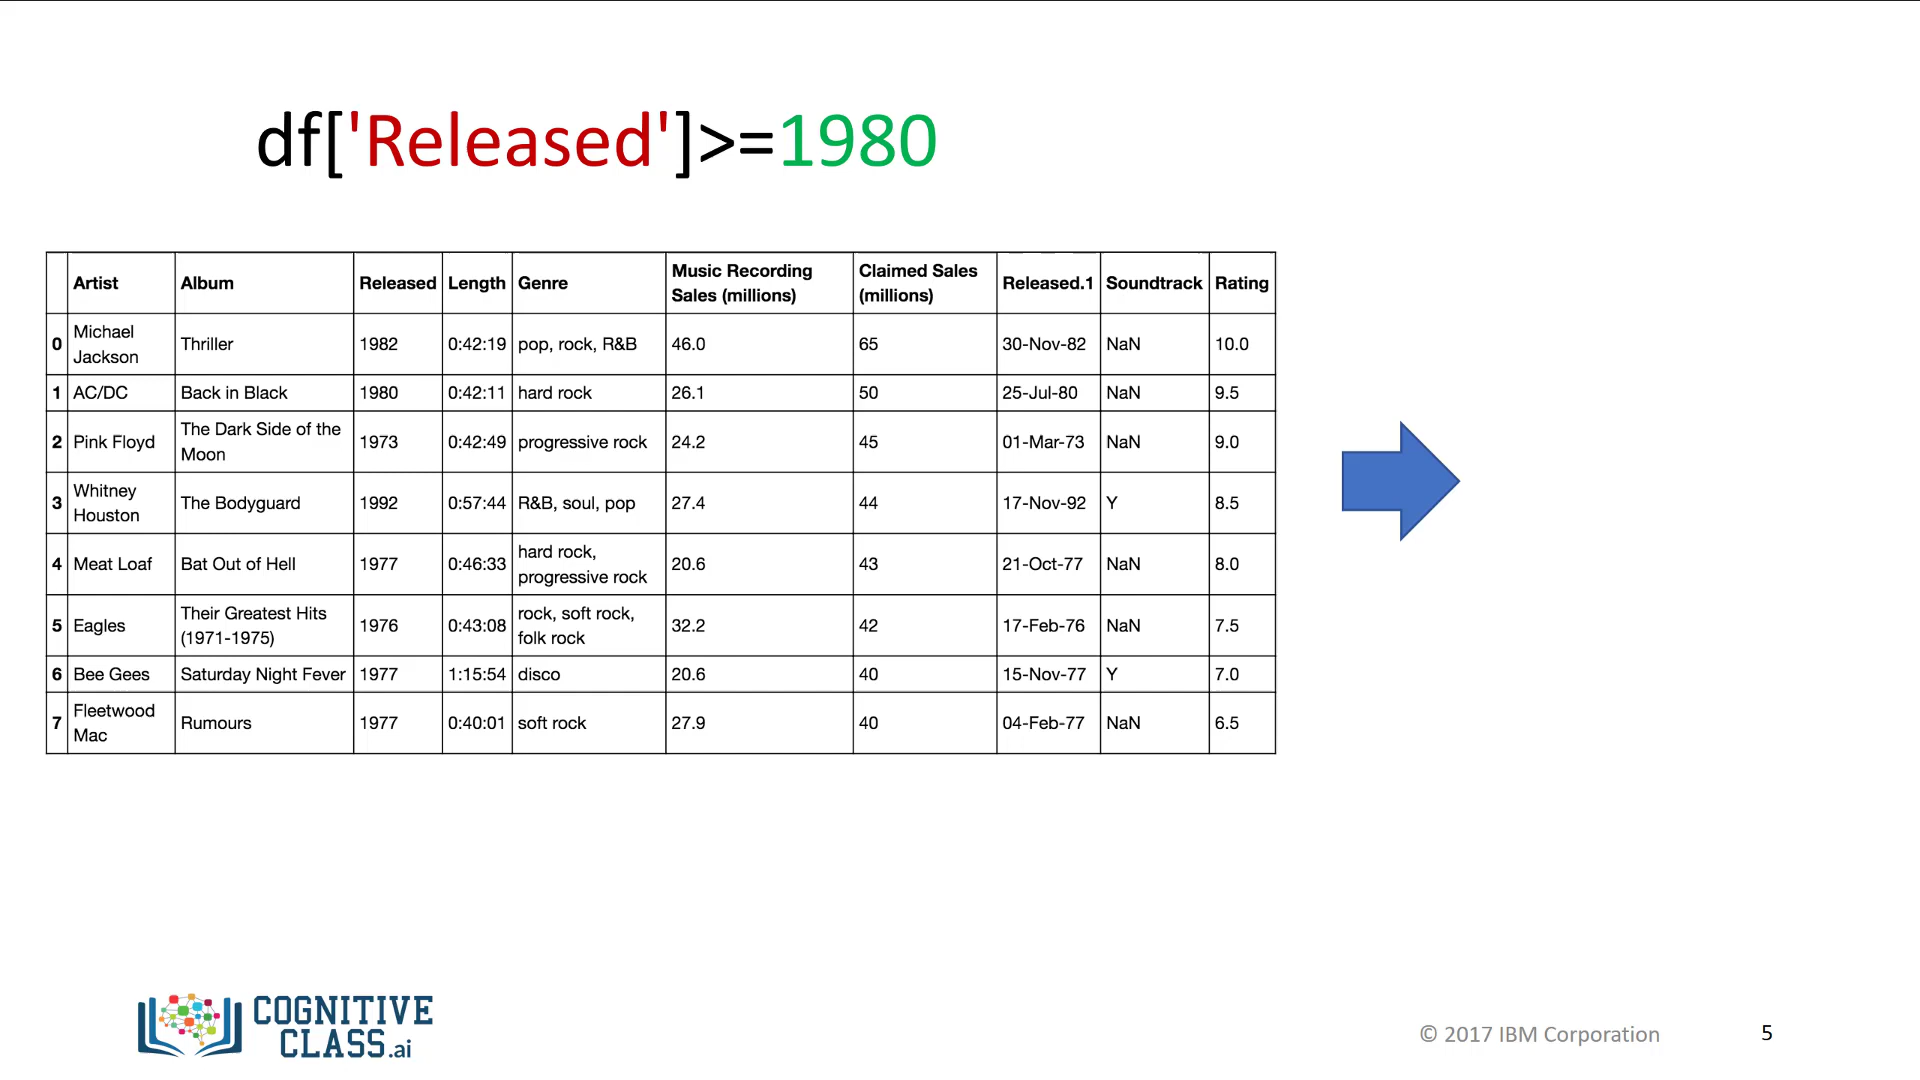 df['Released']>=1980
Artist Album Released Length Genre Music Recording Sales (millions) Claimed Sales (millions) Released.1 Soundtrack Rating
0 Michael Jackson Thriller 1982 0:42:19 pop, rock, R&B 46.0 65 30-Nov-82 NaN 10.0
1 AC/DC Back in Black 1980 0:42:11 hard rock 26.1 50 25-Jul-80 NaN 9.5
2 Pink Floyd The Dark Side of the Moon 1973 0:42:49 progressive rock 24.2 45 01-Mar-73 NaN 9.0
3 Whitney Houston The Bodyguard 1992 0:57:44 R&B, soul, pop 27.4 44 17-Nov-92 Y 8.5
4 Meat Loaf Bat Out of Hell 1977 0:46:33 hard rock, progressive rock 20.6 43 21-Oct-77 NaN 8.0
5 Eagles Their Greatest Hits (1971-1975) 1976 0:43:08 rock, soft rock, folk rock 32.2 42 17-Feb-76 NaN 7.5
6 Bee Gees Saturday Night Fever 1977 1:15:54 disco 20.6 40 15-Nov-77 Y 7.0
7 Fleetwood Mac Rumours 1977 0:40:01 soft rock 27.9 40 04-Feb-77 NaN 6.5
COGNITIVE
CLASS.ai
© 2017 IBM Corporation 5